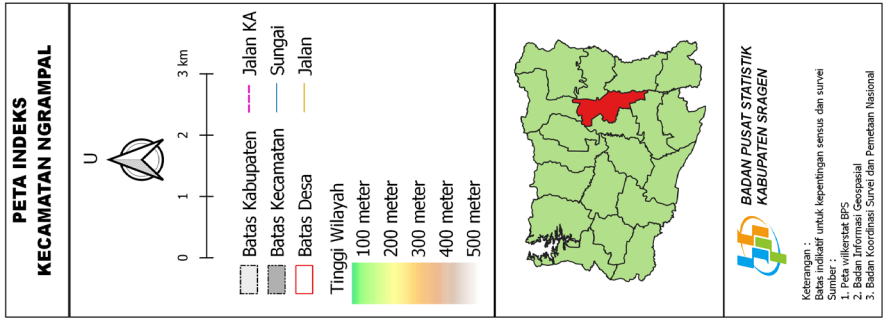 PETA INDEKS
KECAMATAN NGRAMPAL
U
0 1 2 3 km
Batas Kabupaten
Batas Kecamatan
Batas Desa
Jalan KA
Sungai
Jalan
Tinggi Wilayah
100 meter
200 meter
300 meter
400 meter
500 meter
BADAN PUSAT STATISTIK
KABUPATEN SRAGEN
Keterangan :
Batas indikatif untuk kepentingan sensus dan survei
Sumber :
1. Peta wilkerstat BPS
2. Badan Informasi Geospasial
3. Badan Koordinasi Survei dan Pemetaan Nasional